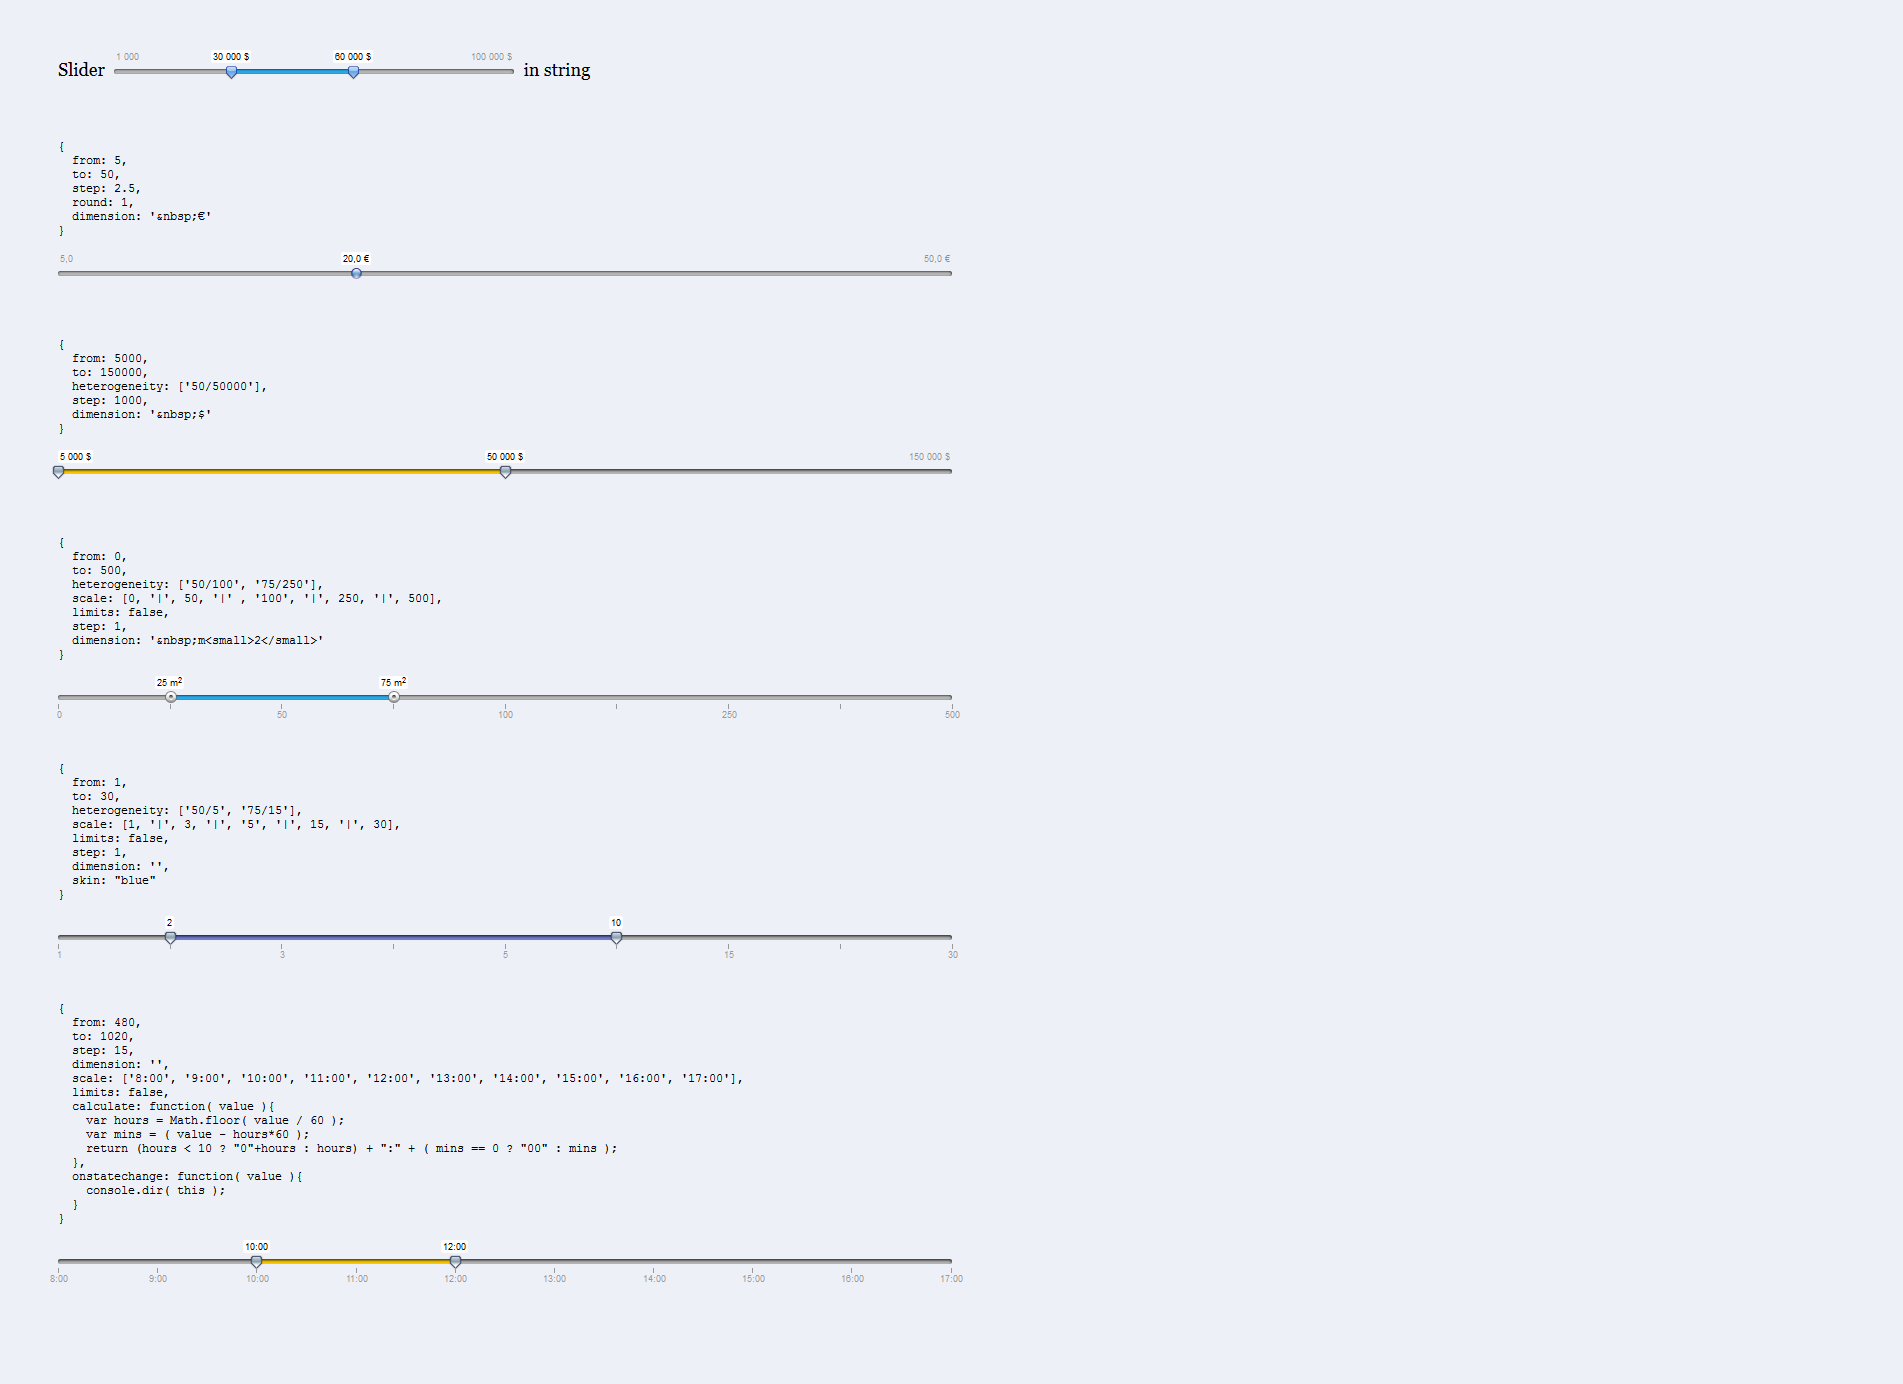 1 000 30 000 $ 60 000 $ 100 000 $
Slider in string
{
from: 5,
to: 50,
step: 2.5,
round: 1,
dimension: '&nbsp;€'
}
5,0 20,0 € 50,0 €
{
from: 5000,
to: 150000,
heterogeneity: ['50/50000'],
step: 1000,
dimension: '&nbsp;$'
}
5 000 $ 50 000 $ 150 000 $
{
from: 0,
to: 500,
heterogeneity: ['50/100', '75/250'],
scale: [0, '|', 50, '|' , '100', '|', 250, '|', 500],
limits: false,
step: 1,
dimension: '&nbsp;m<small>2</small>'
}
25 m2 75 m2
0 50 100 250 500
{
from: 1,
to: 30,
heterogeneity: ['50/5', '75/15'],
scale: [1, '|', 3, '|', '5', '|', 15, '|', 30],
limits: false,
step: 1,
dimension: '',
skin: "blue"
}
2 10
1 3 5 15 30
{
from: 480,
to: 1020,
step: 15,
dimension: '',
scale: ['8:00', '9:00', '10:00', '11:00', '12:00', '13:00', '14:00', '15:00', '16:00', '17:00'],
limits: false,
calculate: function( value ){
var hours = Math.floor( value / 60 );
var mins = ( value - hours*60 );
return (hours < 10 ? "0"+hours : hours) + ":" + ( mins == 0 ? "00" : mins );
},
onstatechange: function( value ){
console.dir( this );
}
}
10:00 12:00
8:00 9:00 10:00 11:00 12:00 13:00 14:00 15:00 16:00 17:00